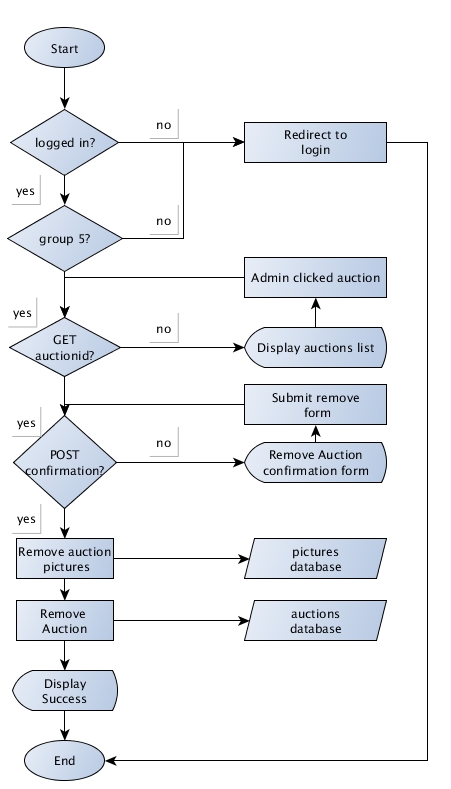 Start
logged in?
no
Redirect to
login
yes
group 5?
no
Admin clicked auction
yes
GET
auctionid?
no
Display auctions list
Submit remove
form
yes
POST
confirmation?
no
Remove Auction
confirmation form
yes
Remove auction
pictures
pictures
database
Remove
Auction
auctions
database
Display
Success
End